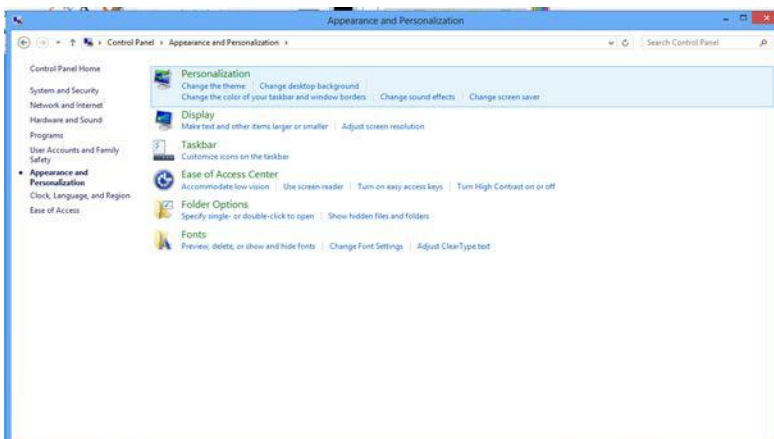 Appearance and Personalization
Control Panel Appearance and Personalization
Search Control Panel
Control Panel Home
System and Security
Network and Internet
Hardware and Sound
Programs
User Accounts and Family
Safety
Appearance and
Personalization
Clock, Language, and Region
Ease of Access
Personalization
Change the theme Change desktop background
Change the color of your taskbar and window borders Change sound effects Change screen saver
Display
Make text and other items larger or smaller Adjust screen resolution
Taskbar
Customize icons on the taskbar
Ease of Access Center
Accommodate low vision Use screen reader Turn on easy access keys Turn High Contrast on or off
Folder Options
Specify single- or double-click to open Show hidden files and folders
Fonts
Preview, delete, or show and hide fonts Change Font Settings Adjust ClearType text